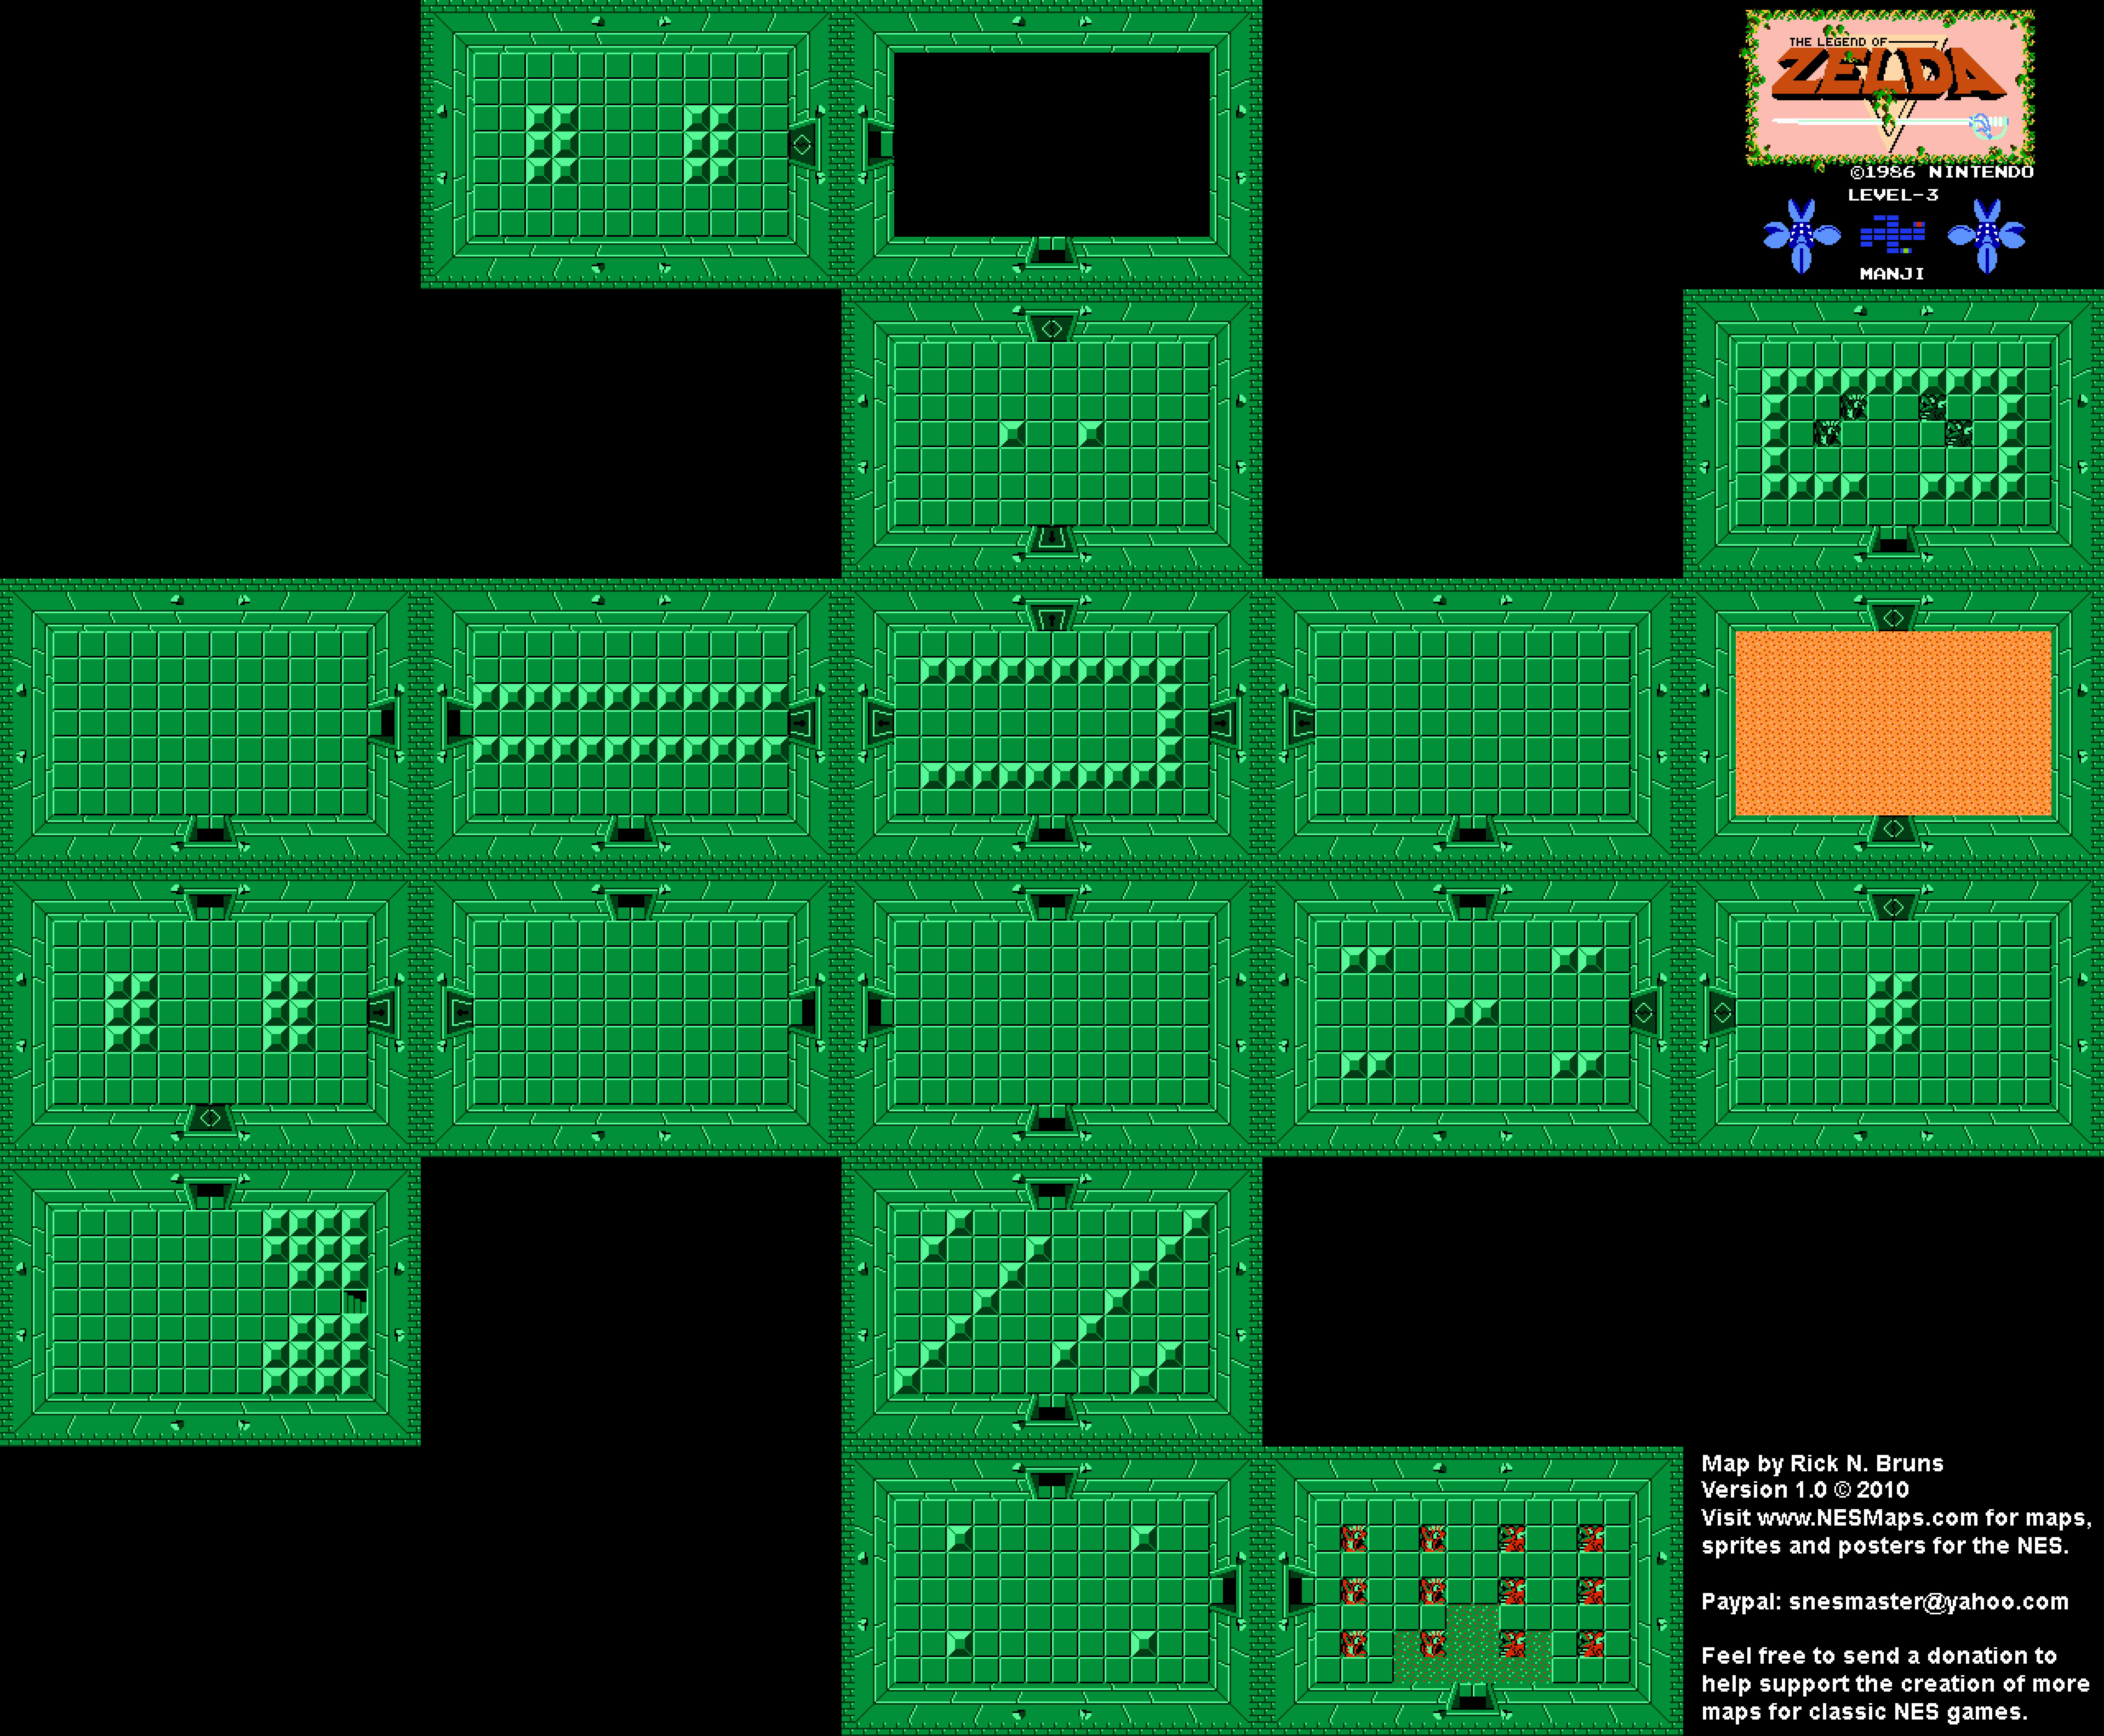 THE LEGEND OF
ZELDA
©1986 NINTENDO
LEVEL-3
MANJI
Map by Rick N. Bruns
Version 1.0 © 2010
Visit www.NESMaps.com for maps,
sprites and posters for the NES.
Paypal: snesmaster@yahoo.com
Feel free to send a donation to
help support the creation of more
maps for classic NES games.